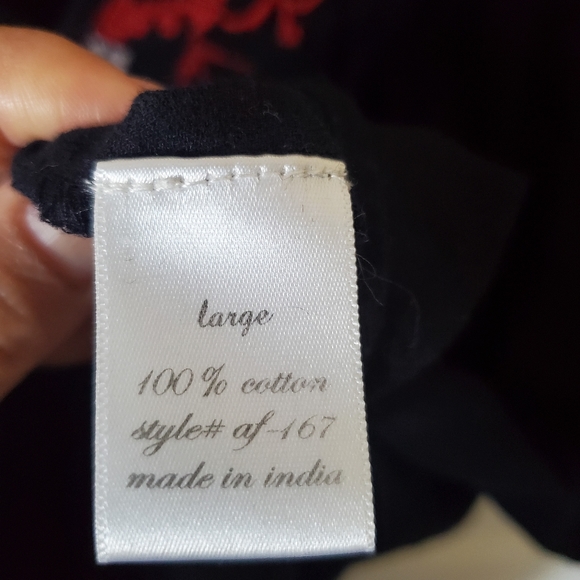 large
100% cotton
style# af-167
made in india